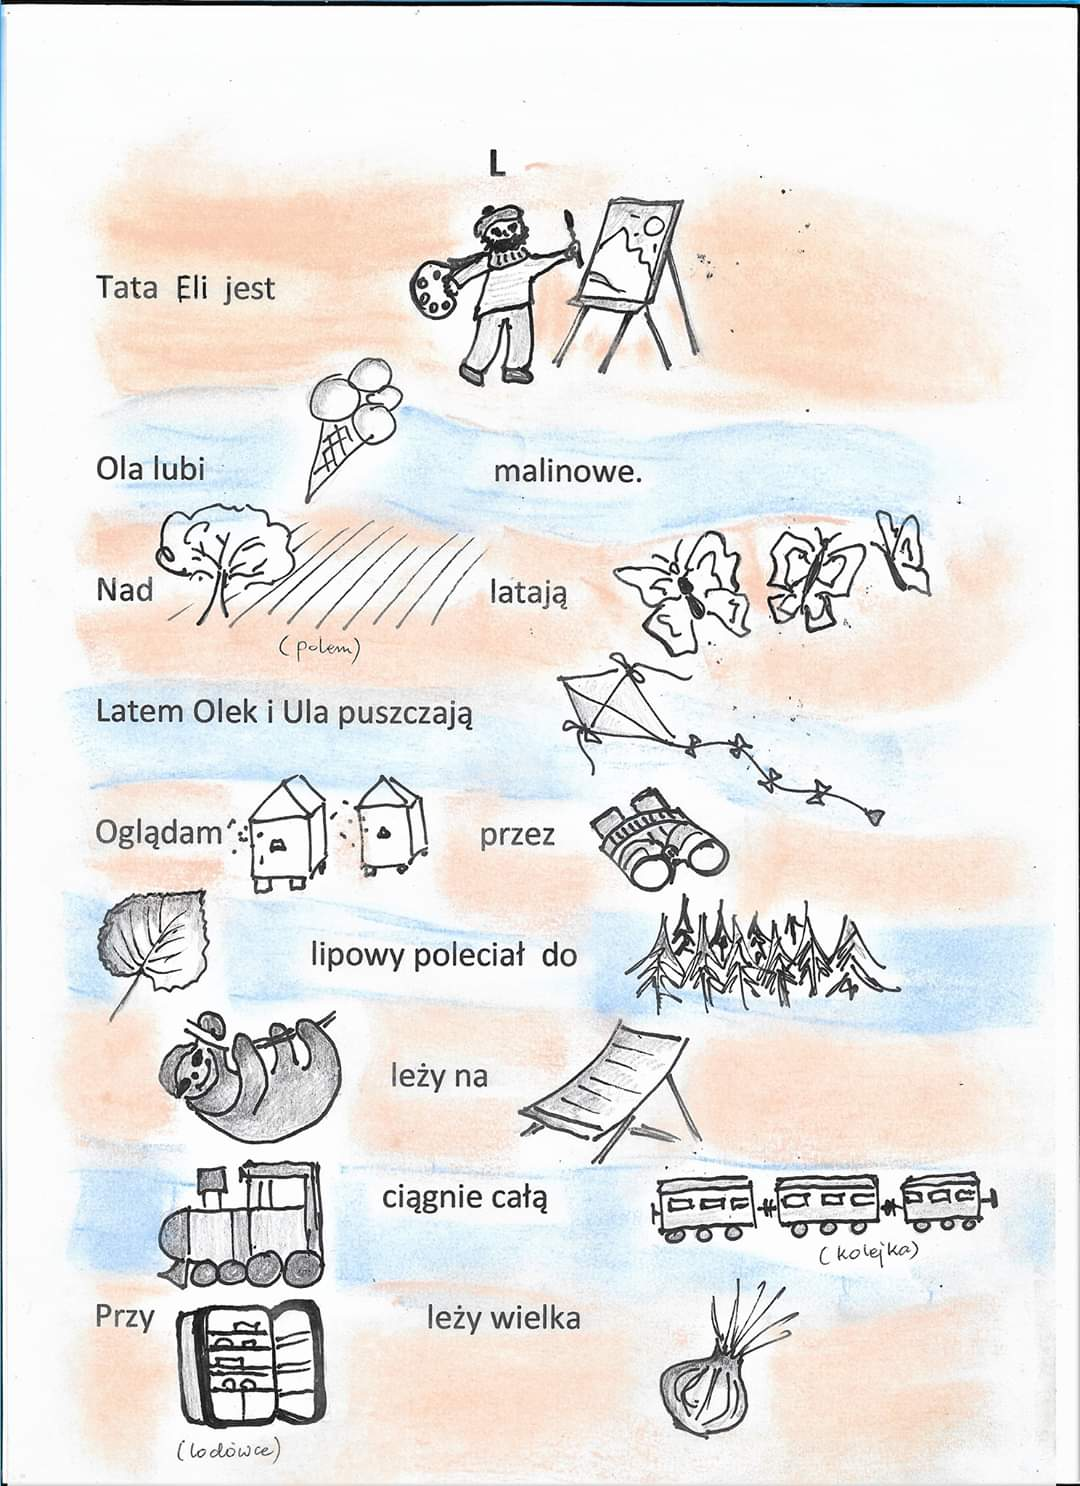 L
Tata Eli jest
Ola lubi malinowe.
Nad latają
(polem)
Latem Olek i Ula puszczają
Oglądam przez
lipowy poleciał do
leży na
ciągnie całą
(kolejka)
Przy leży wielka
(lodówce)